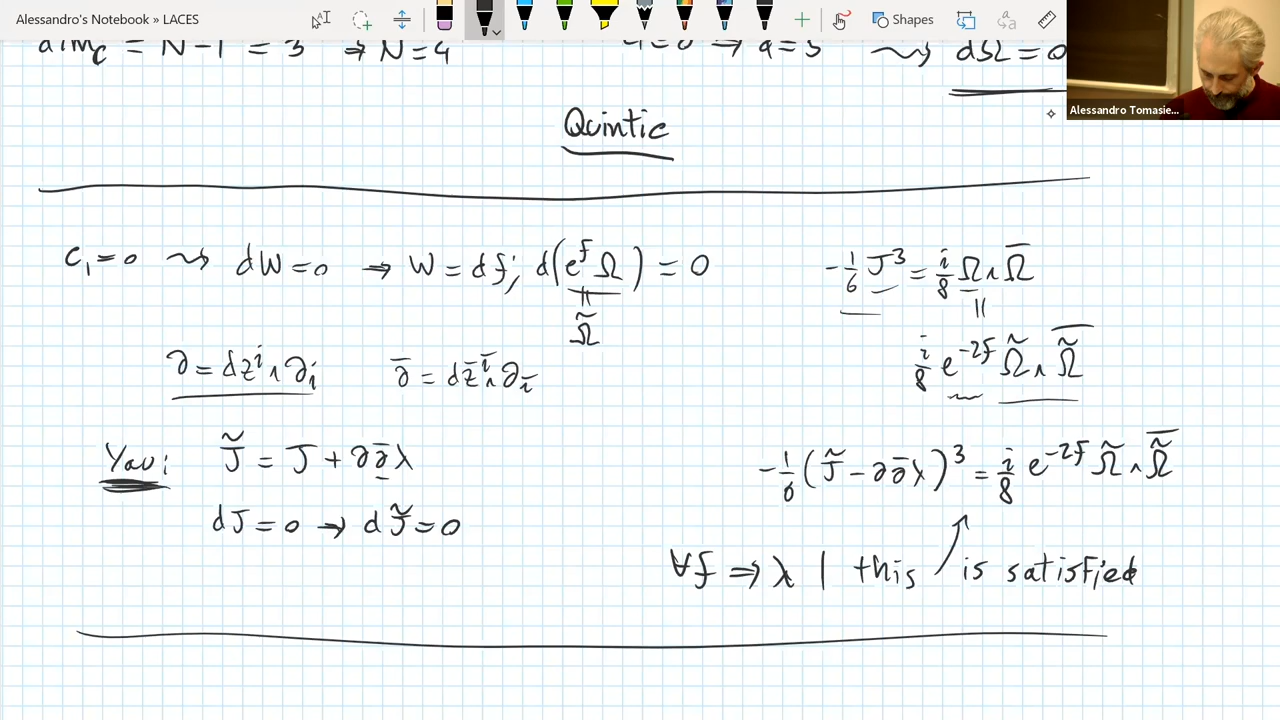 Alessandro's Notebook » LACES
Shapes
dim_C = N-1 = 3 ⇒ N=4
⇝ dΩ=0
Alessandro Tomasie...
Quintic
c₁=0 ⇝ dW=0 → W=df; d(e^f Ω) = 0
-1/6 J³ = i/8 Ω∧Ω̄
‖
Ω̃
‖
i/8 e^{-2f} Ω̃∧Ω̃̄
∂ = dz^i∧∂_i ∂̄ = dz̄^ī∧∂_ī
Yau: J̃ = J + ∂∂̄λ
-1/6 (J̃ - ∂∂̄λ)³ = i/8 e^{-2f} Ω̃∧Ω̃̄
dJ=0 → dJ̃=0
∀f ⇒ λ | this is satisfied